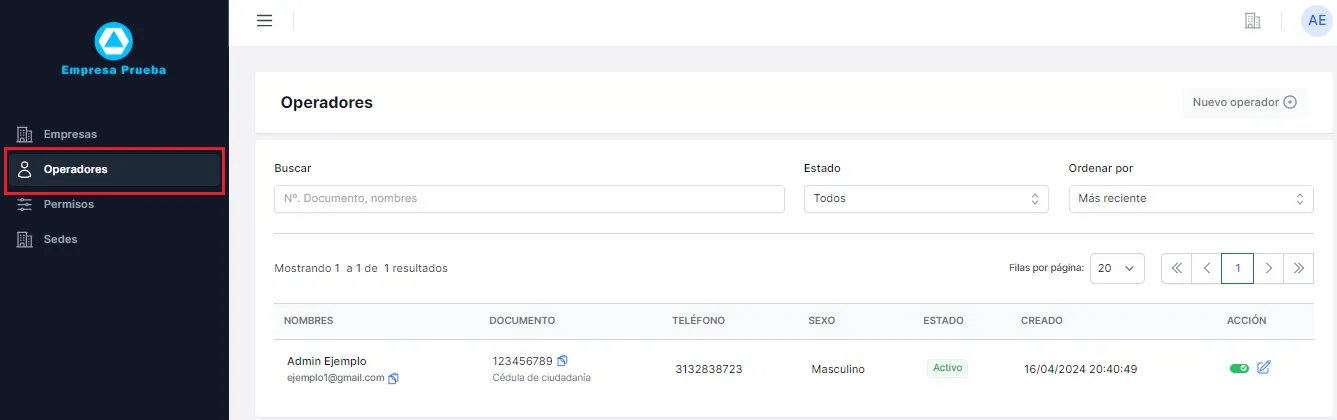 AE
Empresa Prueba
Empresas
Operadores
Permisos
Sedes
Operadores
Nuevo operador
Buscar
Estado
Ordenar por
Nº. Documento, nombres
Todos
Más reciente
Mostrando 1 a 1 de 1 resultados
Filas por página: 20
1
NOMBRES DOCUMENTO TELÉFONO SEXO ESTADO CREADO ACCIÓN
Admin Ejemplo 123456789 3132838723 Masculino Activo 16/04/2024 20:40:49
ejemplo1@gmail.com Cédula de ciudadanía